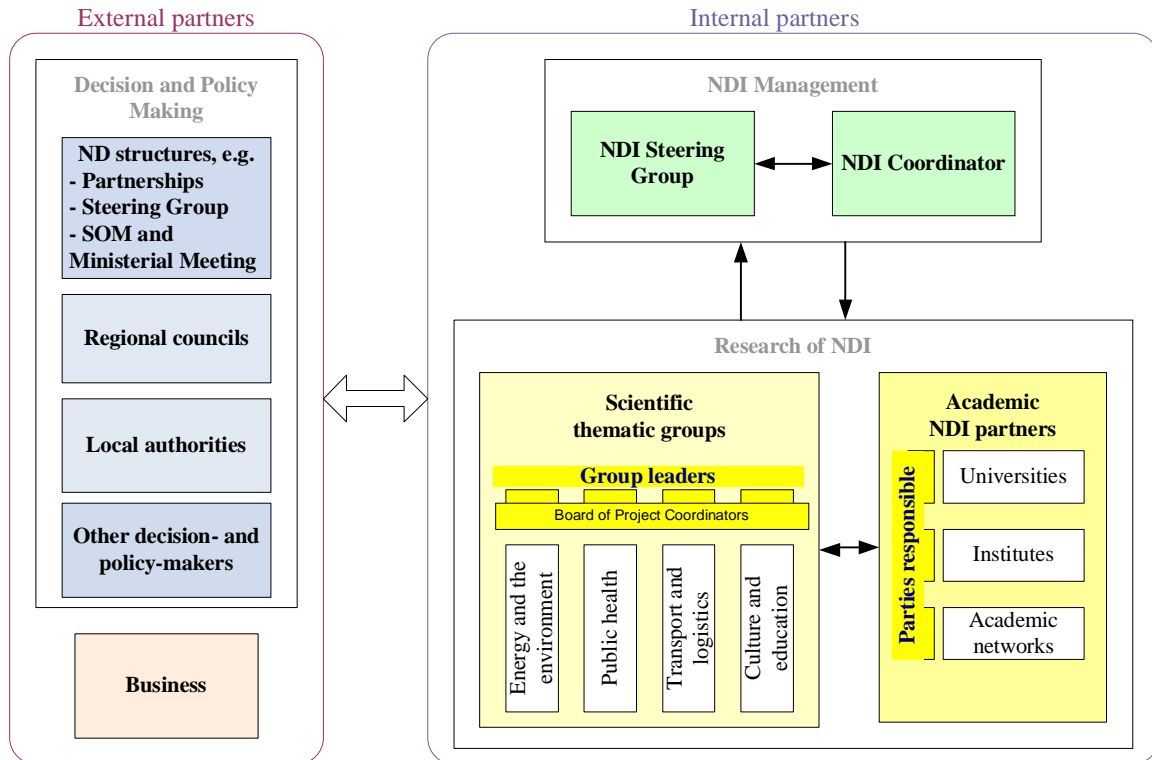 External partners
Decision and Policy
Making
ND structures, e.g.
- Partnerships
- Steering Group
- SOM and
Ministerial Meeting
Regional councils
Local authorities
Other decision- and
policy-makers
Business
Internal partners
NDI Management
NDI Steering
Group
NDI Coordinator
Research of NDI
Scientific
thematic groups
Group leaders
Board of Project Coordinators
Energy and the
environment
Public health
Transport and
logistics
Culture and
education
Academic
NDI partners
Parties responsible
Universities
Institutes
Academic
networks